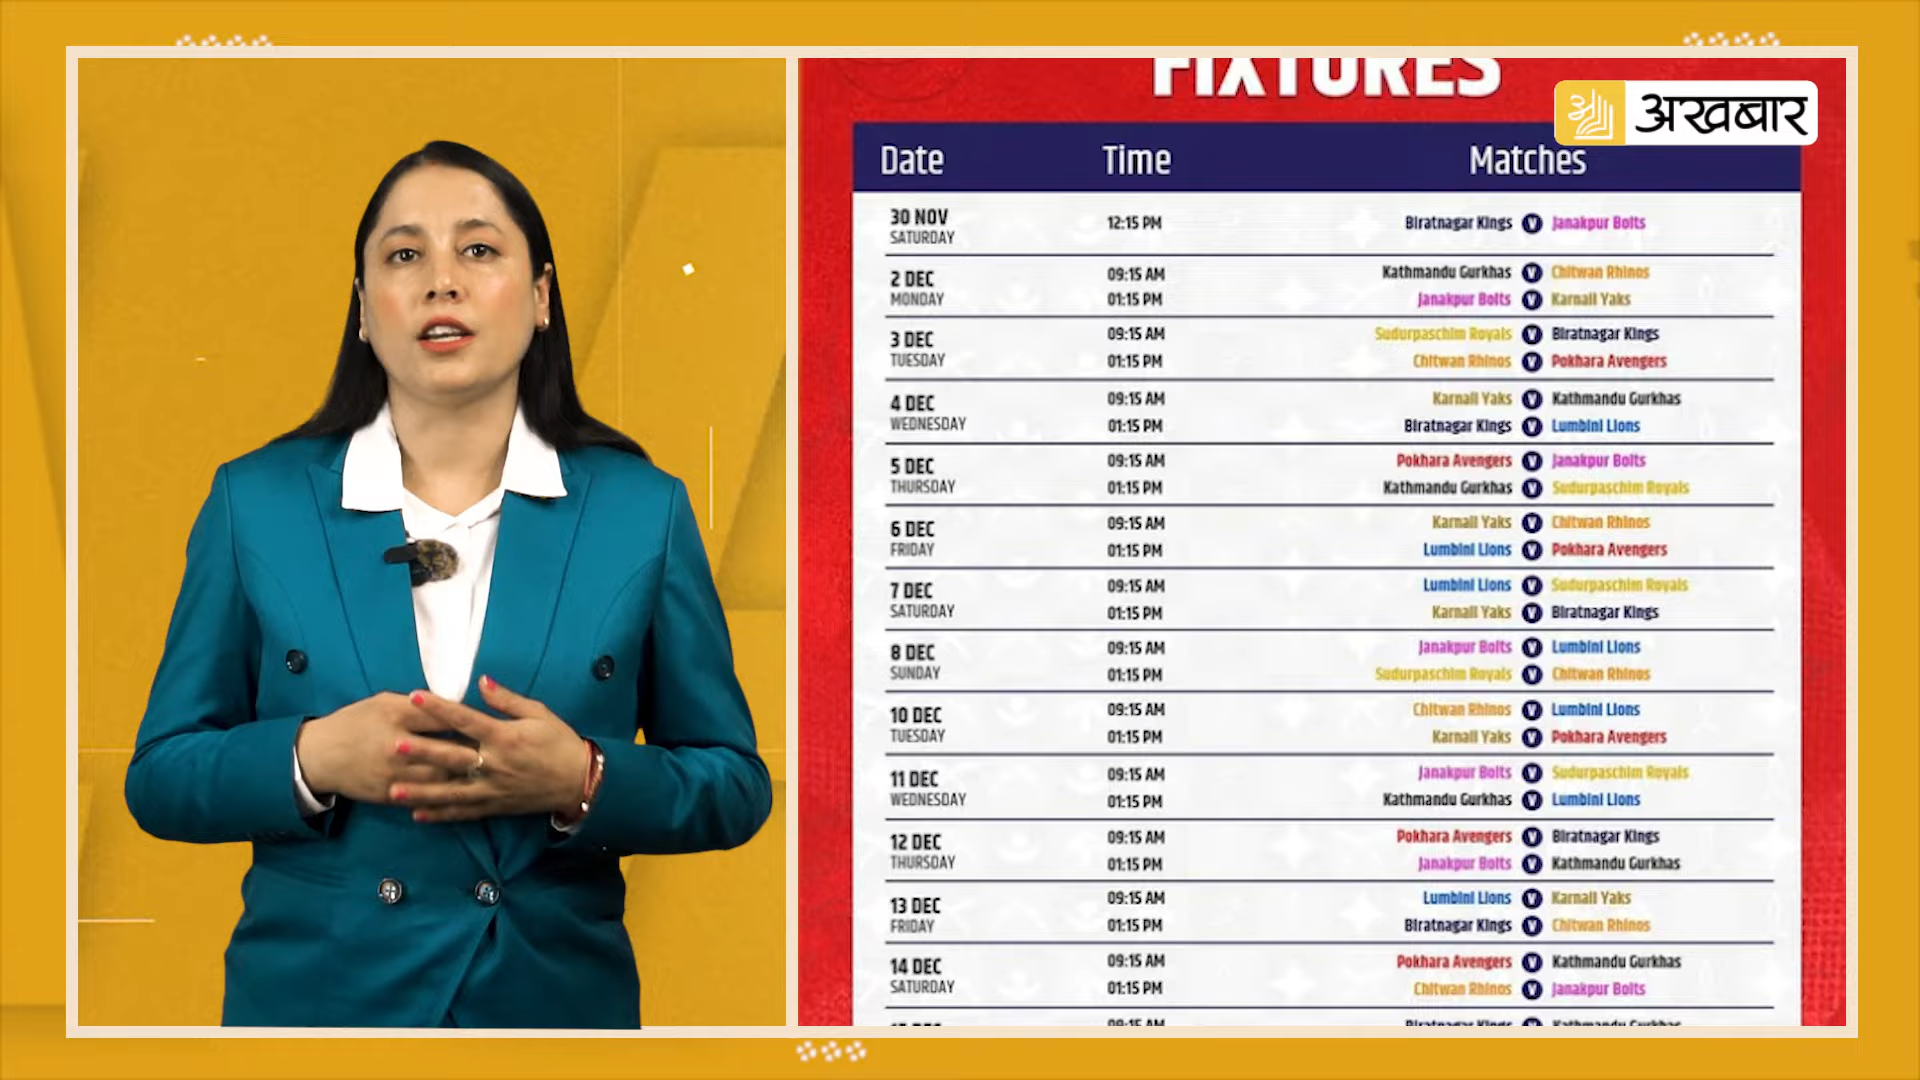 FIXTURES
अखबार
Date Time Matches
30 NOV
SATURDAY
12:15 PM Biratnagar Kings V Janakpur Bolts
2 DEC
MONDAY
09:15 AM Kathmandu Gurkhas V Chitwan Rhinos
01:15 PM Janakpur Bolts V Karnali Yaks
3 DEC
TUESDAY
09:15 AM Sudurpaschim Royals V Biratnagar Kings
01:15 PM Chitwan Rhinos V Pokhara Avengers
4 DEC
WEDNESDAY
09:15 AM Karnali Yaks V Kathmandu Gurkhas
01:15 PM Biratnagar Kings V Lumbini Lions
5 DEC
THURSDAY
09:15 AM Pokhara Avengers V Janakpur Bolts
01:15 PM Kathmandu Gurkhas V Sudurpaschim Royals
6 DEC
FRIDAY
09:15 AM Karnali Yaks V Chitwan Rhinos
01:15 PM Lumbini Lions V Pokhara Avengers
7 DEC
SATURDAY
09:15 AM Lumbini Lions V Sudurpaschim Royals
01:15 PM Karnali Yaks V Biratnagar Kings
8 DEC
SUNDAY
09:15 AM Janakpur Bolts V Lumbini Lions
01:15 PM Sudurpaschim Royals V Chitwan Rhinos
10 DEC
TUESDAY
09:15 AM Chitwan Rhinos V Lumbini Lions
01:15 PM Karnali Yaks V Pokhara Avengers
11 DEC
WEDNESDAY
09:15 AM Janakpur Bolts V Sudurpaschim Royals
01:15 PM Kathmandu Gurkhas V Lumbini Lions
12 DEC
THURSDAY
09:15 AM Pokhara Avengers V Biratnagar Kings
01:15 PM Janakpur Bolts V Kathmandu Gurkhas
13 DEC
FRIDAY
09:15 AM Lumbini Lions V Karnali Yaks
01:15 PM Biratnagar Kings V Chitwan Rhinos
14 DEC
SATURDAY
09:15 AM Pokhara Avengers V Kathmandu Gurkhas
01:15 PM Chitwan Rhinos V Janakpur Bolts